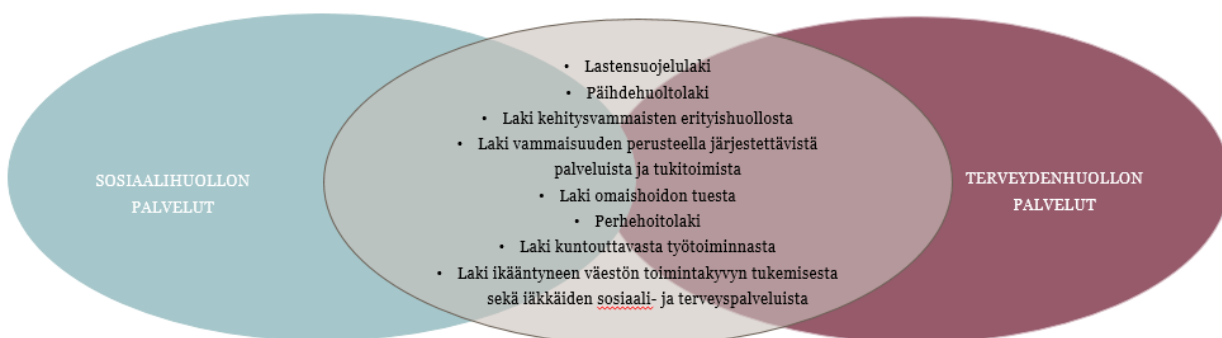 SOSIAALIHUOLLON
PALVELUT
• Lastensuojelulaki
• Päihdehuoltolaki
• Laki kehitysvammaisten erityishuollosta
• Laki vammaisuuden perusteella järjestettävistä
palveluista ja tukitoimista
• Laki omaishoidon tuesta
• Perhehoitolaki
• Laki kuntouttavasta työtoiminnasta
• Laki ikääntyneen väestön toimintakyvyn tukemisesta
sekä iäkkäiden sosiaali- ja terveyspalveluista
TERVEYDENHUOLLON
PALVELUT